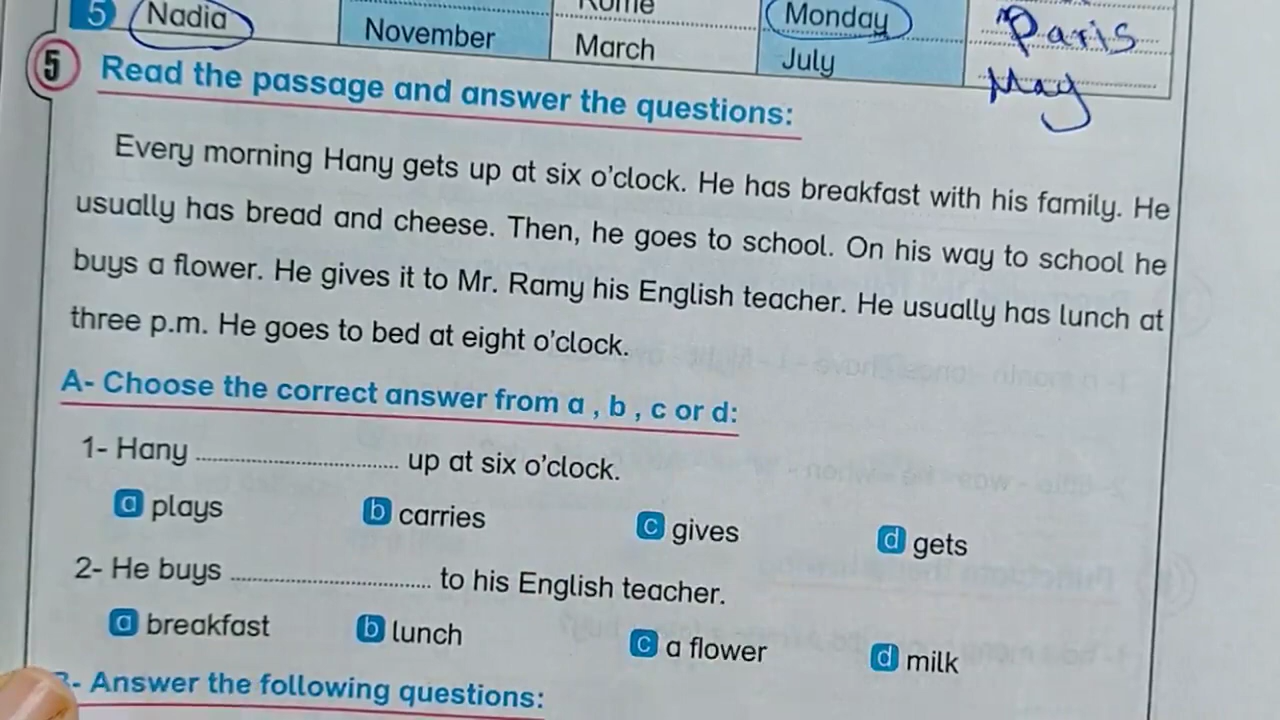 5 Nadia November Rome March Monday July Paris May
5 Read the passage and answer the questions:
Every morning Hany gets up at six o'clock. He has breakfast with his family. He
usually has bread and cheese. Then, he goes to school. On his way to school he
buys a flower. He gives it to Mr. Ramy his English teacher. He usually has lunch at
three p.m. He goes to bed at eight o'clock.
A- Choose the correct answer from a , b , c or d:
1- Hany ........................ up at six o'clock.
a plays b carries c gives d gets
2- He buys ........................ to his English teacher.
a breakfast b lunch c a flower d milk
- Answer the following questions: